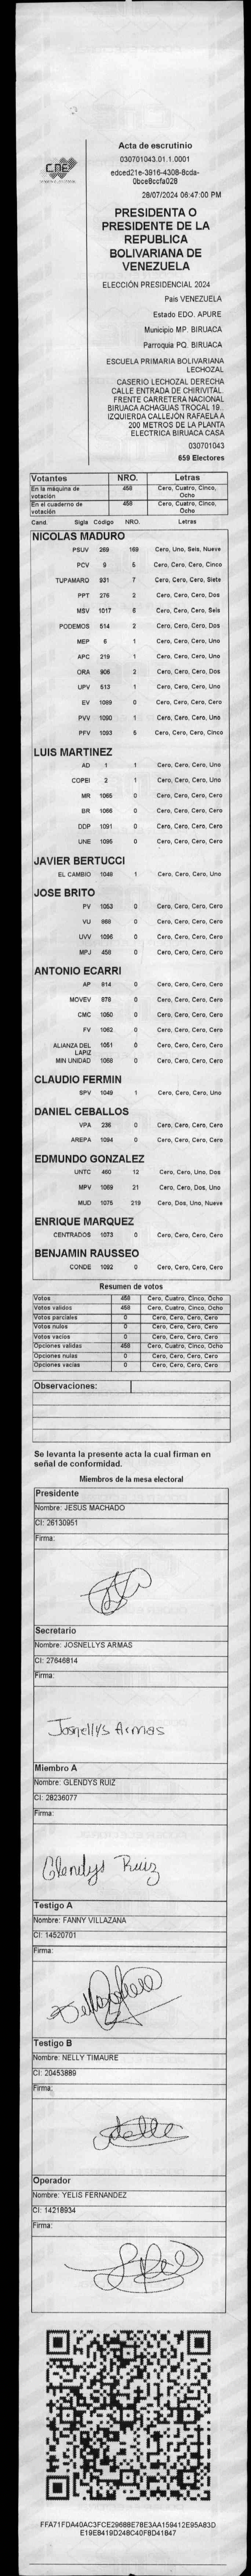 CNE
Acta de escrutinio
030701043.01.1.0001
edced21e-3916-4308-8cda-
0bce8ccfa028
28/07/2024 06:47:00 PM
PRESIDENTA O
PRESIDENTE DE LA
REPUBLICA
BOLIVARIANA DE
VENEZUELA
ELECCIÓN PRESIDENCIAL 2024
País VENEZUELA
Estado EDO. APURE
Municipio MP. BIRUACA
Parroquia PQ. BIRUACA
ESCUELA PRIMARIA BOLIVARIANA
LECHOZAL
CASERIO LECHOZAL DERECHA
CALLE ENTRADA DE CHIRIVITAL.
FRENTE CARRETERA NACIONAL
BIRUACA ACHAGUAS TROCAL 19..
IZQUIERDA CALLEJÓN RAFAELA A
200 METROS DE LA PLANTA
ELECTRICA BIRUACA CASA
030701043
659 Electores
Votantes NRO. Letras
En la máquina de votación 458 Cero, Cuatro, Cinco, Ocho
En el cuaderno de votación 458 Cero, Cuatro, Cinco, Ocho
Cand. Sigla Código NRO. Letras
NICOLAS MADURO
PSUV 269 169 Cero, Uno, Seis, Nueve
PCV 9 5 Cero, Cero, Cero, Cinco
TUPAMARO 931 7 Cero, Cero, Cero, Siete
PPT 276 2 Cero, Cero, Cero, Dos
MSV 1017 6 Cero, Cero, Cero, Seis
PODEMOS 514 2 Cero, Cero, Cero, Dos
MEP 6 1 Cero, Cero, Cero, Uno
APC 219 1 Cero, Cero, Cero, Uno
ORA 906 2 Cero, Cero, Cero, Dos
UPV 513 1 Cero, Cero, Cero, Uno
EV 1089 0 Cero, Cero, Cero, Cero
PVV 1090 1 Cero, Cero, Cero, Uno
PFV 1093 5 Cero, Cero, Cero, Cinco
LUIS MARTINEZ
AD 1 1 Cero, Cero, Cero, Uno
COPEI 2 1 Cero, Cero, Cero, Uno
MR 1065 0 Cero, Cero, Cero, Cero
BR 1066 0 Cero, Cero, Cero, Cero
DDP 1091 0 Cero, Cero, Cero, Cero
UNE 1095 0 Cero, Cero, Cero, Cero
JAVIER BERTUCCI
EL CAMBIO 1048 1 Cero, Cero, Cero, Uno
JOSE BRITO
PV 1053 0 Cero, Cero, Cero, Cero
VU 868 0 Cero, Cero, Cero, Cero
UVV 1096 0 Cero, Cero, Cero, Cero
MPJ 458 0 Cero, Cero, Cero, Cero
ANTONIO ECARRI
AP 814 0 Cero, Cero, Cero, Cero
MOVEV 878 0 Cero, Cero, Cero, Cero
CMC 1050 0 Cero, Cero, Cero, Cero
FV 1062 0 Cero, Cero, Cero, Cero
ALIANZA DEL LAPIZ 1051 0 Cero, Cero, Cero, Cero
MIN UNIDAD 1068 0 Cero, Cero, Cero, Cero
CLAUDIO FERMIN
SPV 1049 1 Cero, Cero, Cero, Uno
DANIEL CEBALLOS
VPA 236 0 Cero, Cero, Cero, Cero
AREPA 1094 0 Cero, Cero, Cero, Cero
EDMUNDO GONZALEZ
UNTC 460 12 Cero, Cero, Uno, Dos
MPV 1069 21 Cero, Cero, Dos, Uno
MUD 1075 219 Cero, Dos, Uno, Nueve
ENRIQUE MARQUEZ
CENTRADOS 1073 0 Cero, Cero, Cero, Cero
BENJAMIN RAUSSEO
CONDE 1092 0 Cero, Cero, Cero, Cero
Resumen de votos
Votos 458 Cero, Cuatro, Cinco, Ocho
Votos validos 458 Cero, Cuatro, Cinco, Ocho
Votos parciales 0 Cero, Cero, Cero, Cero
Votos nulos 0 Cero, Cero, Cero, Cero
Votos vacios 0 Cero, Cero, Cero, Cero
Opciones validas 458 Cero, Cuatro, Cinco, Ocho
Opciones nulas 0 Cero, Cero, Cero, Cero
Opciones vacias 0 Cero, Cero, Cero, Cero
Observaciones:
Se levanta la presente acta la cual firman en
señal de conformidad.
Miembros de la mesa electoral
Presidente
Nombre: JESUS MACHADO
CI: 26130951
Firma:
Secretario
Nombre: JOSNELLYS ARMAS
CI: 27646814
Firma:
Josnellys Armas
Miembro A
Nombre: GLENDYS RUIZ
CI: 28236077
Firma:
Glendys Ruiz
Testigo A
Nombre: FANNY VILLAZANA
CI: 14520701
Firma:
Testigo B
Nombre: NELLY TIMAURE
CI: 20453889
Firma:
Operador
Nombre: YELIS FERNANDEZ
CI: 14218934
Firma:
FFA71FDA40AC3FCE29688E78E3AA159412E95A83D
E19E8419D248C40F8D41847